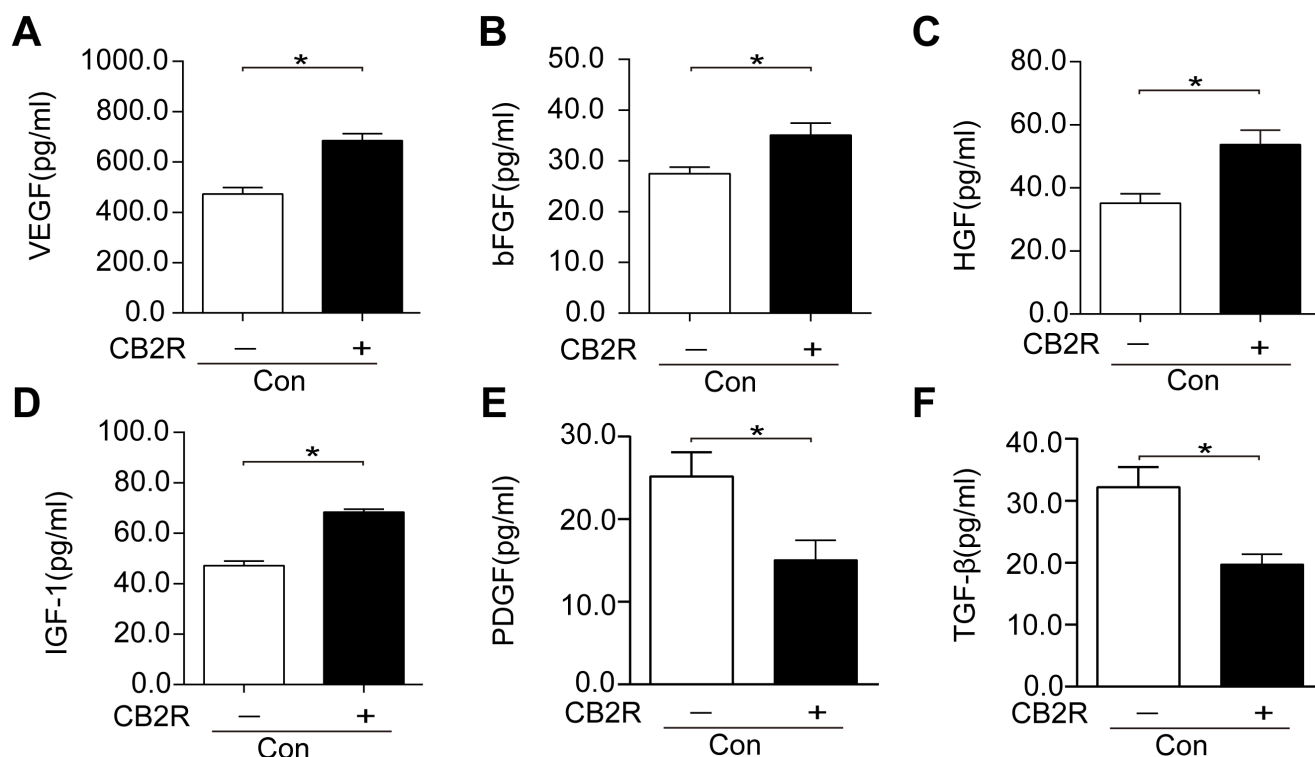 A
VEGF(pg/ml)
1000.0
800.0
600.0
400.0
200.0
0.0
*
CB2R — +
Con
B
bFGF(pg/ml)
50.0
40.0
30.0
20.0
10.0
0.0
*
CB2R — +
Con
C
HGF(pg/ml)
80.0
60.0
40.0
20.0
0.0
*
CB2R — +
Con
D
IGF-1(pg/ml)
100.0
80.0
60.0
40.0
20.0
0.0
*
CB2R — +
Con
E
PDGF(pg/ml)
30.0
20.0
10.0
0.0
*
CB2R — +
Con
F
TGF-β(pg/ml)
40.0
30.0
20.0
10.0
0.0
*
CB2R — +
Con